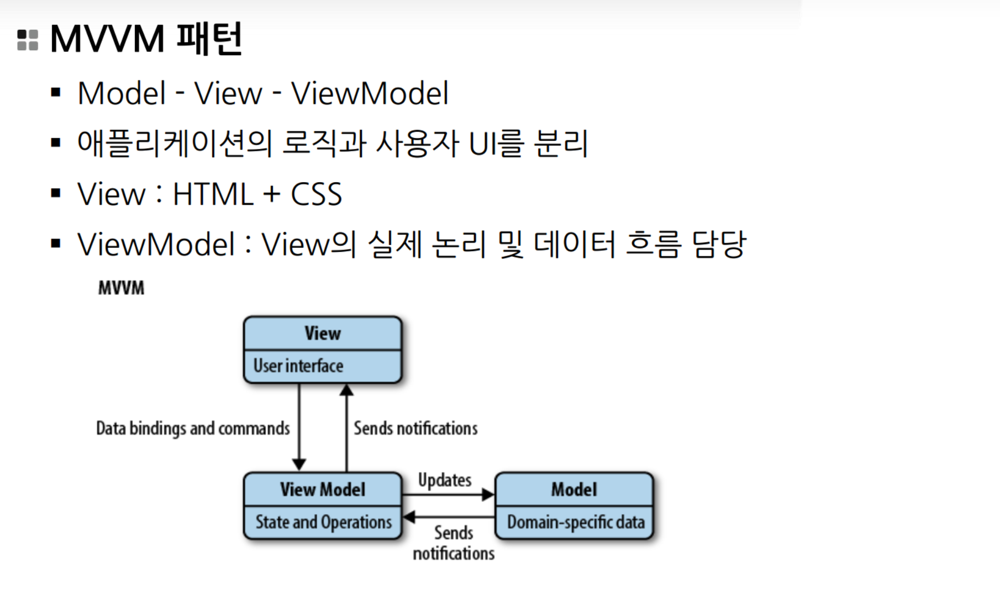 MVVM 패턴
Model - View - ViewModel
애플리케이션의 로직과 사용자 UI를 분리
View : HTML + CSS
ViewModel : View의 실제 논리 및 데이터 흐름 담당
MVVM
View
User interface
Data bindings and commands
Sends notifications
View Model
State and Operations
Updates
Sends
notifications
Model
Domain-specific data